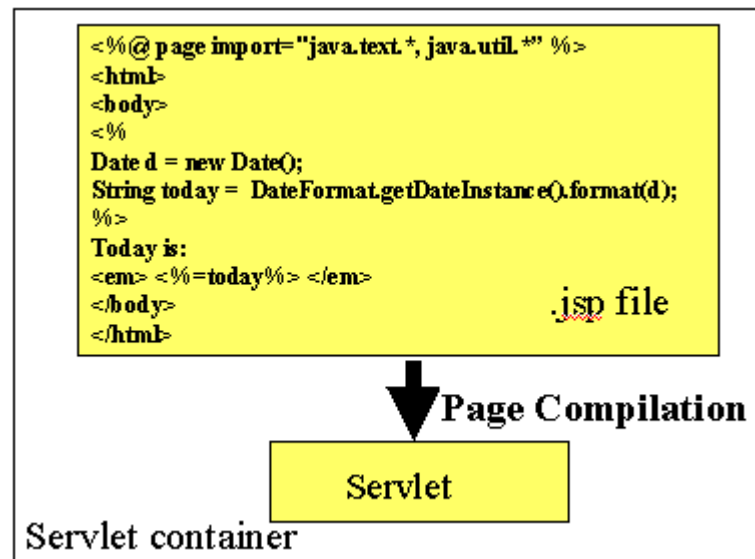 <%@ page import="java.text.*, java.util.*” %>
<html>
<body>
<%
Date d = new Date();
String today = DateFormat.getDateInstance().format(d);
%>
Today is:
<em> <%=today%> </em>
</body>
</html>
.jsp file
Page Compilation
Servlet
Servlet container